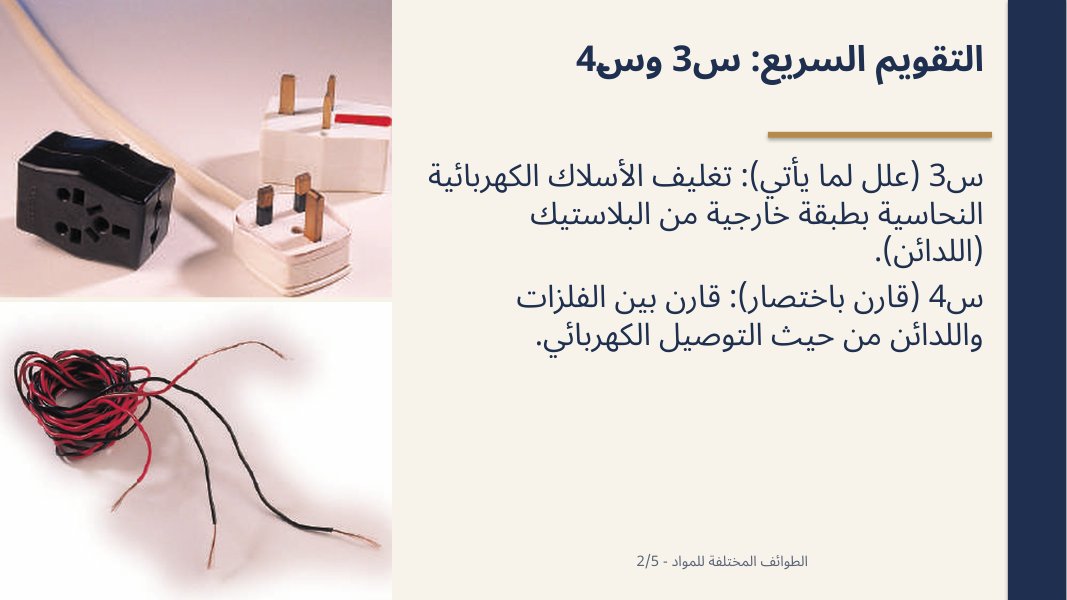 التقويم السريع: س3 وس4
س3 (علل لما يأتي): تغليف الأسلاك الكهربائية
النحاسية بطبقة خارجية من البلاستيك
(اللدائن).
س4 (قارن باختصار): قارن بين الفلزات
واللدائن من حيث التوصيل الكهربائي.
الطوائف المختلفة للمواد - 2/5